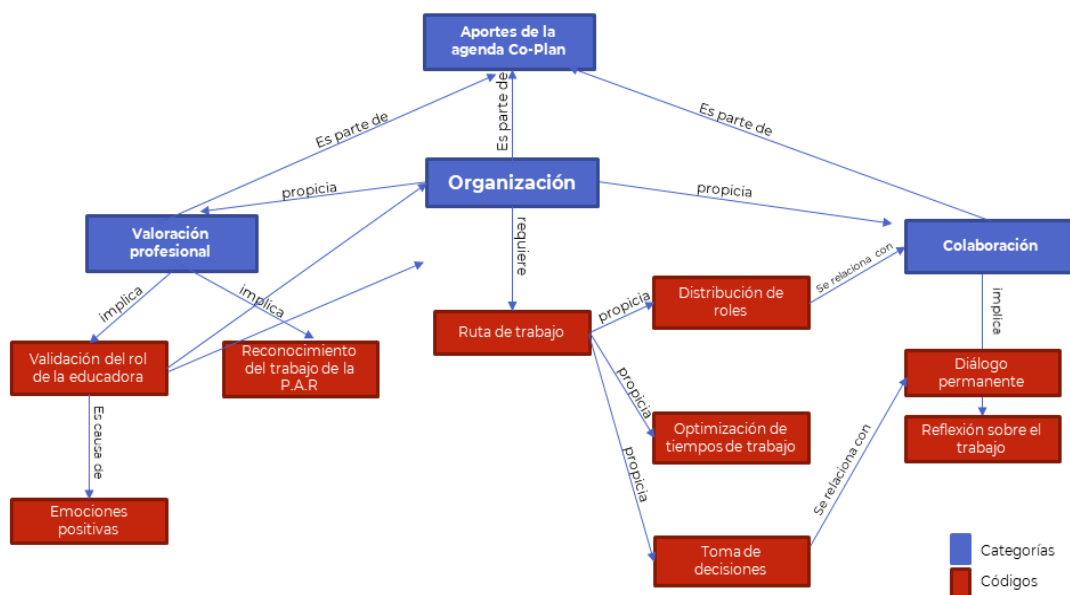 Aportes de la
agenda Co-Plan
Es parte de
Es parte de
Es parte de
Organización
propicia
propicia
Valoración
profesional
requiere
Colaboración
Se relaciona con
implica
implica
implica
Distribución de
roles
propicia
Ruta de trabajo
Validación del rol
de la educadora
Reconocimiento
del trabajo de la
P.A.R
Diálogo
permanente
Es causa de
propicia
Optimización de
tiempos de trabajo
Reflexión sobre el
trabajo
propicia
Se relaciona con
Emociones
positivas
Toma de
decisiones
Categorías
Códigos